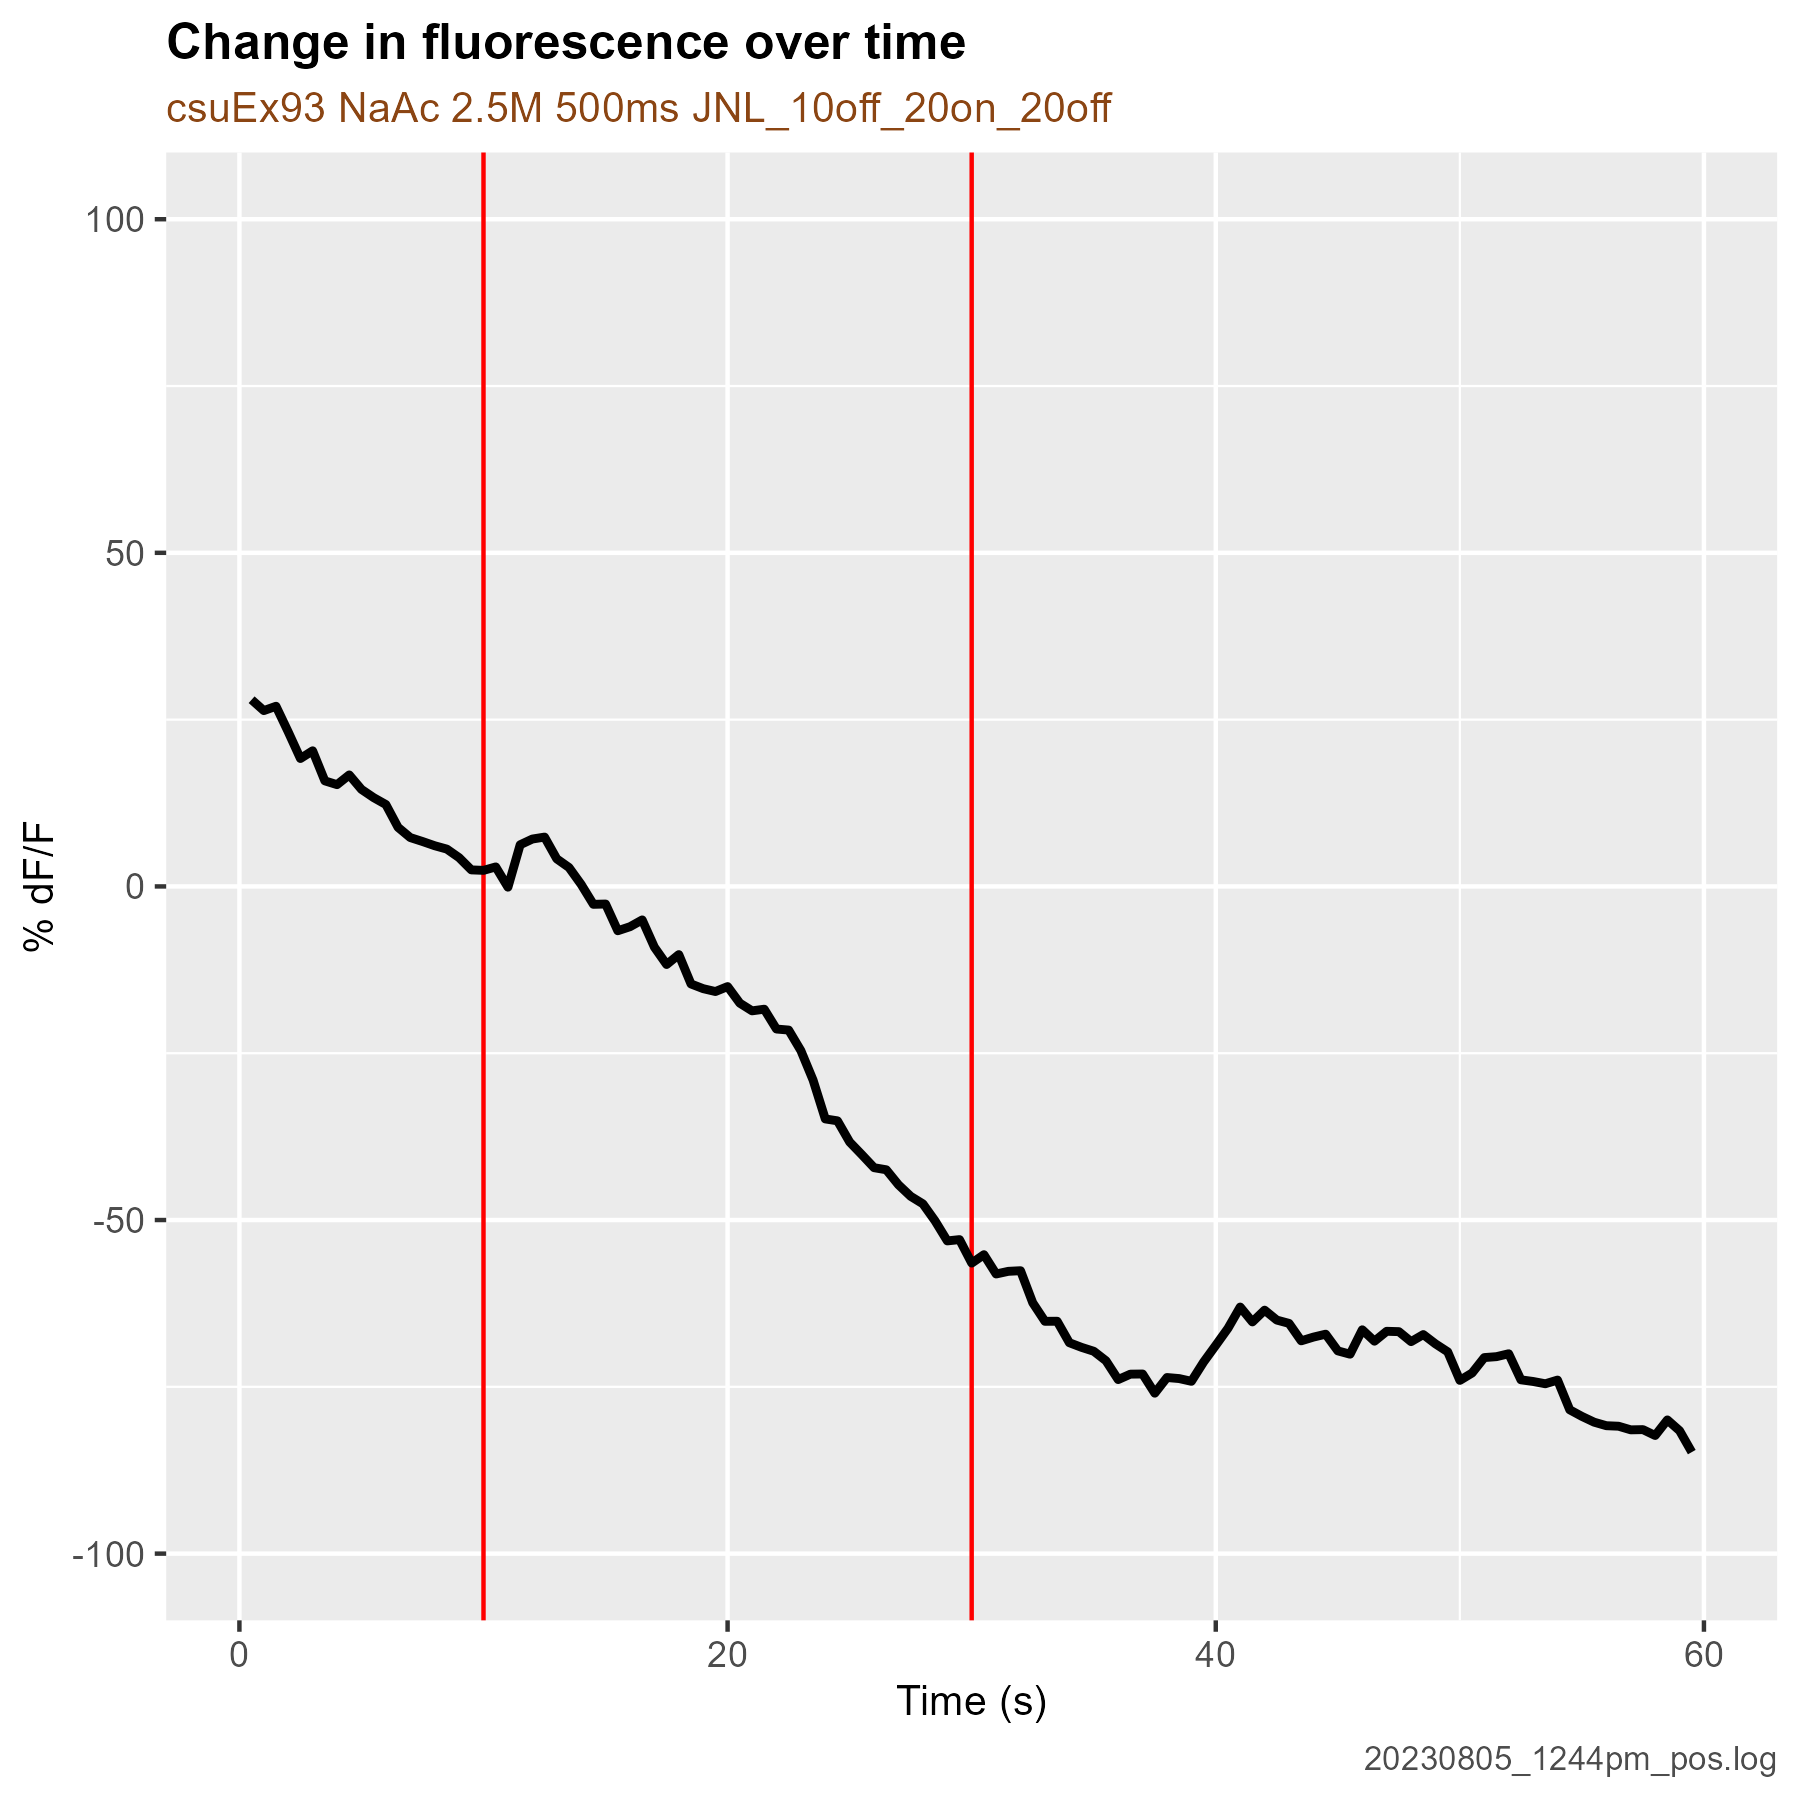 Change in fluorescence over time
csuEx93 NaAc 2.5M 500ms JNL_10off_20on_20off
100
50
0
-50
-100
% dF/F
0 20 40 60
Time (s)
20230805_1244pm_pos.log